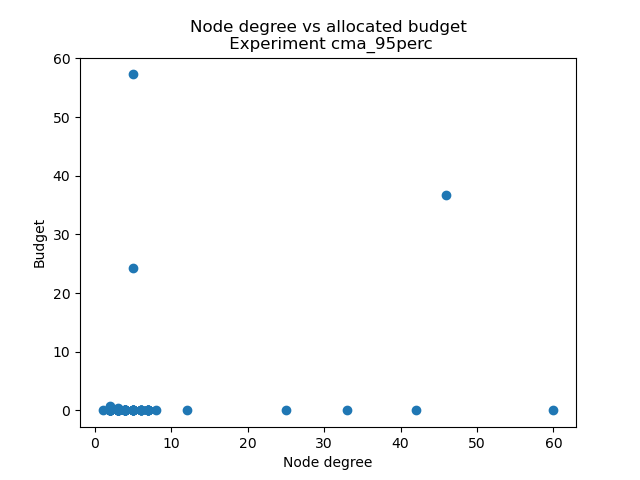 Node degree vs allocated budget
Experiment cma_95perc
60
50
40
30
20
10
0
Budget
0 10 20 30 40 50 60
Node degree